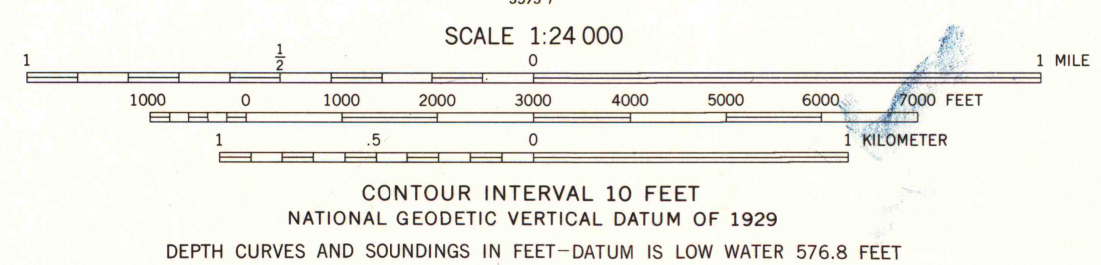 SCALE 1:24 000
1 1/2 0 1 MILE
1000 0 1000 2000 3000 4000 5000 6000 7000 FEET
1 .5 0 1 KILOMETER
CONTOUR INTERVAL 10 FEET
NATIONAL GEODETIC VERTICAL DATUM OF 1929
DEPTH CURVES AND SOUNDINGS IN FEET—DATUM IS LOW WATER 576.8 FEET